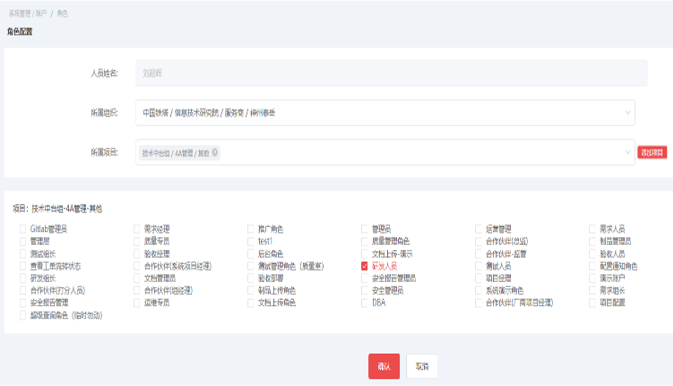 系统管理 / 账户 / 角色
角色配置
人员姓名:
所属组织: 中国铁塔 / 信息技术研究院 / 服务商 / 神州泰岳
所属项目: 技术中台组 / 4A管理 / 其他 添加项目
项目: 技术中台组-4A管理-其他
Gitlab管理员 需求经理 推广角色 管理员 运营管理 需求人员
管理层 质量专员 test1 质量管理角色 合作伙伴(总监) 制品管理员
测试组长 验收经理 后台角色 文档上传-演示 合作伙伴-监管 验收人员
查看工单流转状态 合作伙伴(系统项目经理) 测试管理角色（质量室） 研发人员 测试人员 配置通知角色
研发组长 文档管理员 验收部署 安全报告管理员 项目经理 演示账户
合作伙伴(打分人员) 合作伙伴(组经理) 制品上传角色 安全管理员 系统演示角色 需求组长
安全报告管理 运维专员 文档上传角色 DBA 合作伙伴(厂商项目经理) 项目配置
超级查询角色（临时勿动）
确认 取消